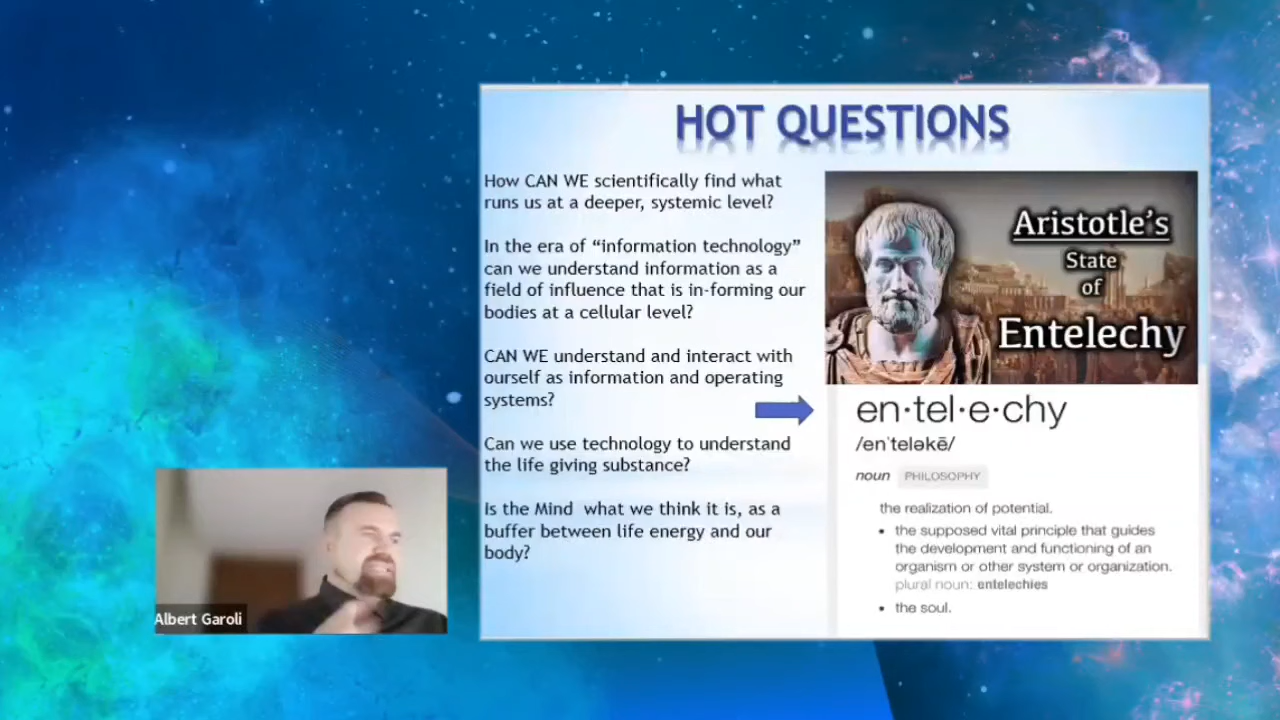 HOT QUESTIONS
How CAN WE scientifically find what
runs us at a deeper, systemic level?
In the era of “information technology”
can we understand information as a
field of influence that is in-forming our
bodies at a cellular level?
CAN WE understand and interact with
ourself as information and operating
systems?
Can we use technology to understand
the life giving substance?
Is the Mind what we think it is, as a
buffer between life energy and our
body?
Aristotle's
State
of
Entelechy
en·tel·e·chy
/enˈteləkē/
noun PHILOSOPHY
the realization of potential.
• the supposed vital principle that guides
the development and functioning of an
organism or other system or organization.
plural noun: entelechies
• the soul.
Albert Garoli